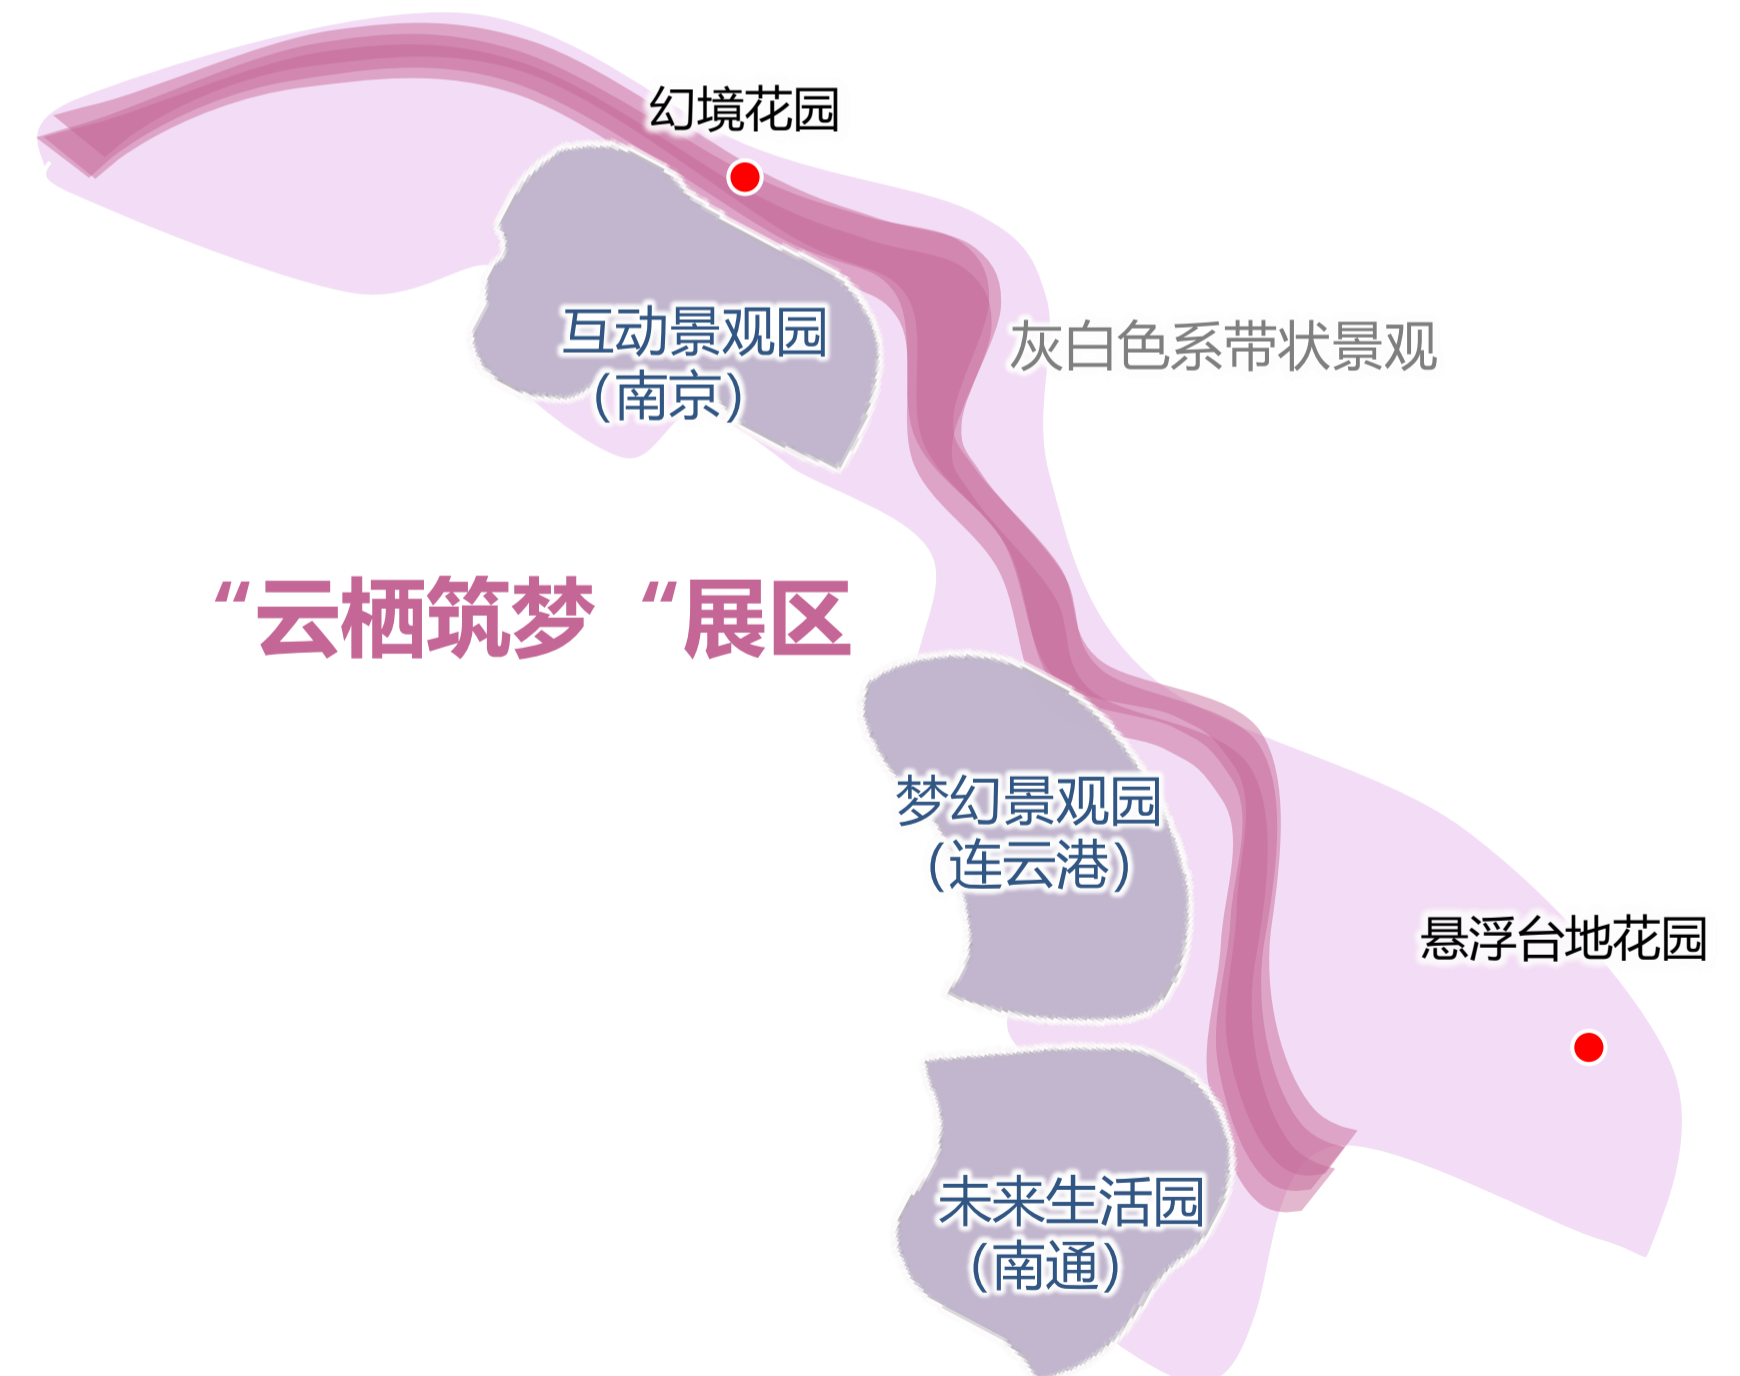 幻境花园
互动景观园
（南京）
灰白色系带状景观
“云栖筑梦“展区
梦幻景观园
（连云港）
悬浮台地花园
未来生活园
（南通）